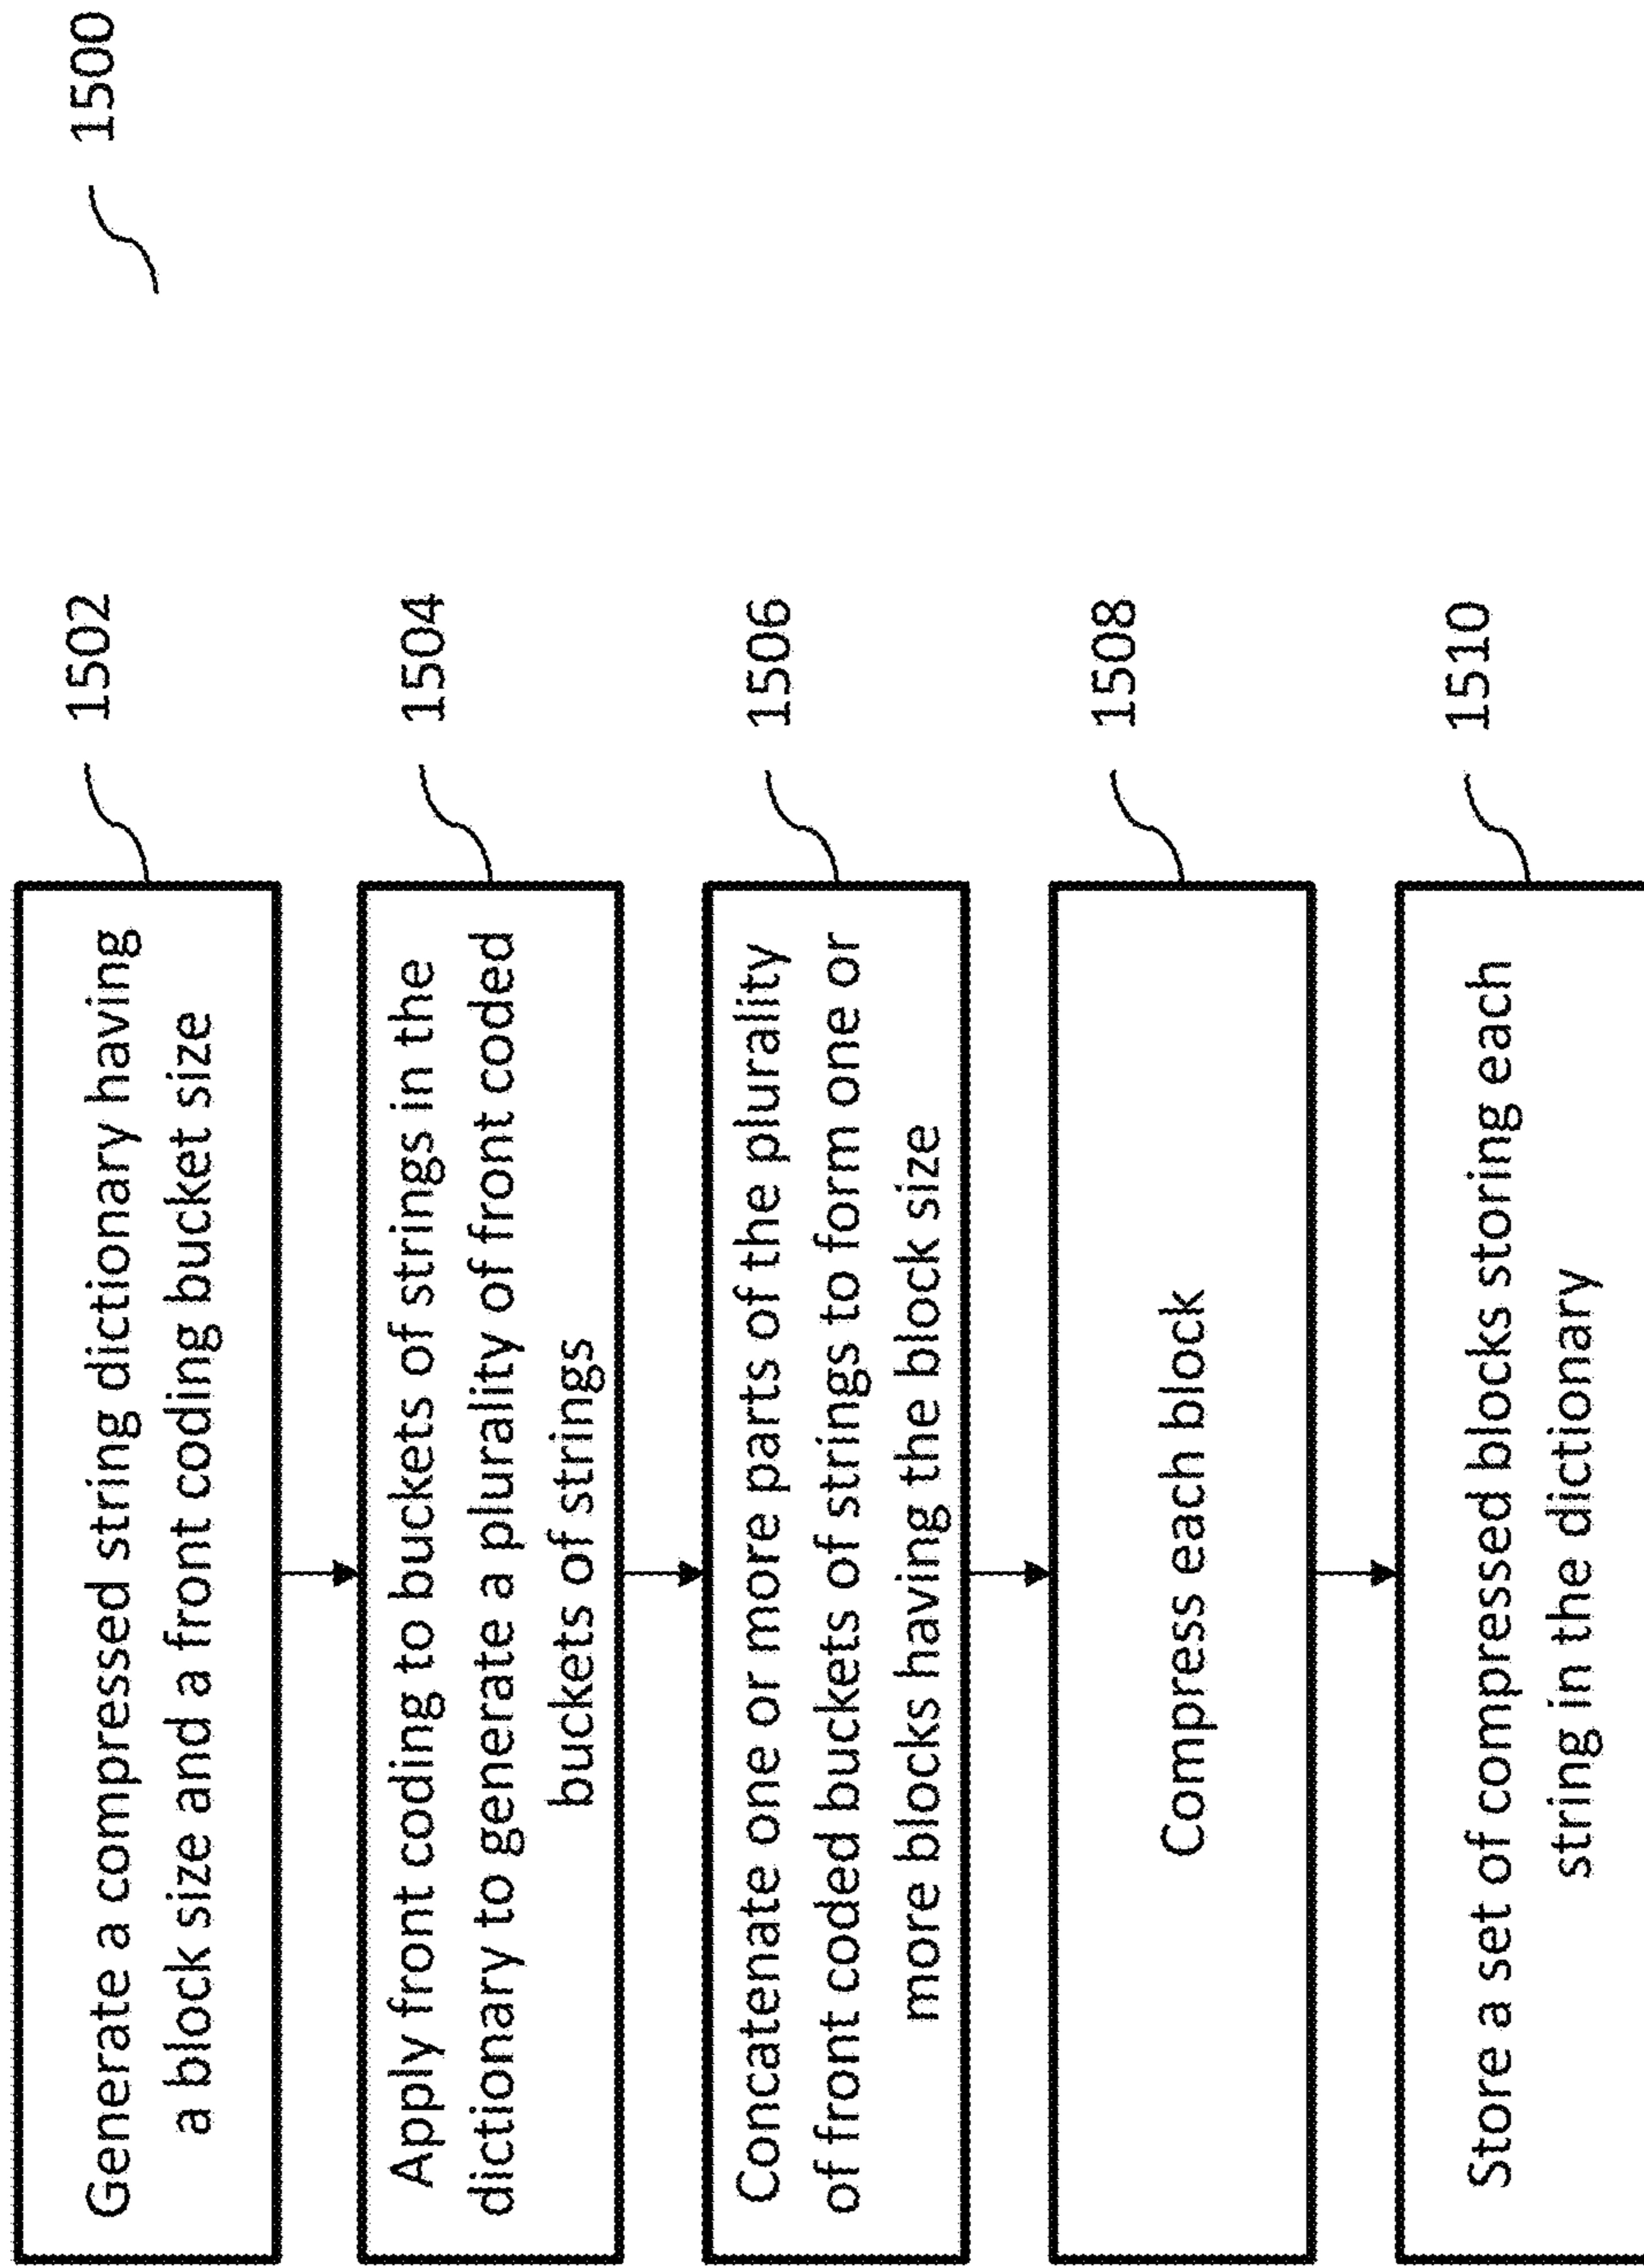 1500
Generate a compressed string dictionary having
a block size and a front coding bucket size
1502
Apply front coding to buckets of strings in the
dictionary to generate a plurality of front coded
buckets of strings
1504
Concatenate one or more parts of the plurality
of front coded buckets of strings to form one or
more blocks having the block size
1506
Compress each block
1508
Store a set of compressed blocks storing each
string in the dictionary
1510